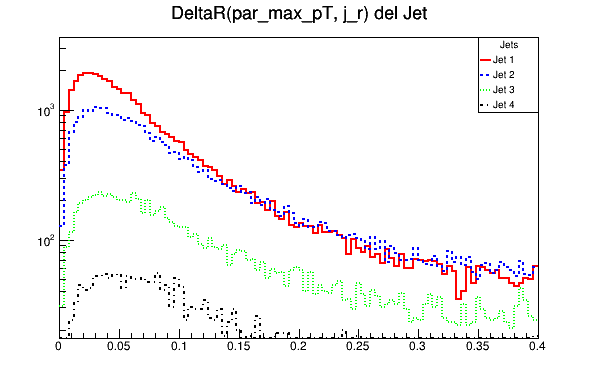 DeltaR(par_max_pT, j_r) del Jet
Jets
Jet 1
Jet 2
Jet 3
Jet 4
10³
10²
0 0.05 0.1 0.15 0.2 0.25 0.3 0.35 0.4